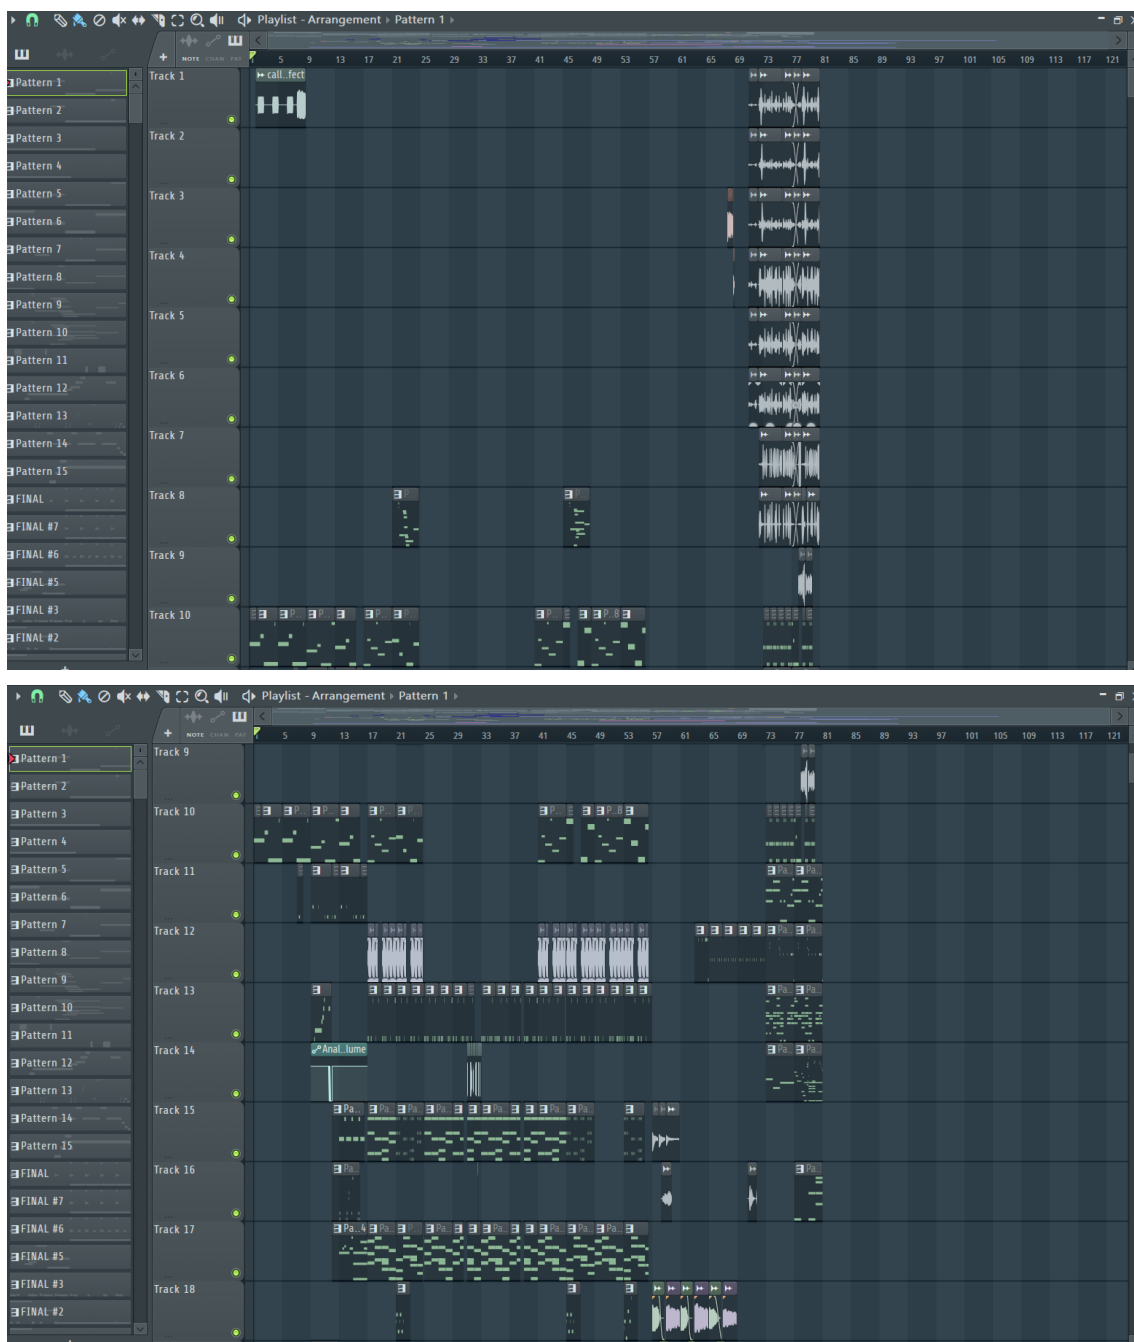 Playlist - Arrangement › Pattern 1 ›
NOTE CHAN PAT
5 9 13 17 21 25 29 33 37 41 45 49 53 57 61 65 69 73 77 81 85 89 93 97 101 105 109 113 117 121
Pattern 1
Pattern 2
Pattern 3
Pattern 4
Pattern 5
Pattern 6
Pattern 7
Pattern 8
Pattern 9
Pattern 10
Pattern 11
Pattern 12
Pattern 13
Pattern 14
Pattern 15
FINAL
FINAL #7
FINAL #6
FINAL #5
FINAL #3
FINAL #2
Track 1
call..fect
Track 2
Track 3
Track 4
Track 5
Track 6
Track 7
Track 8
Track 9
Track 10
Playlist - Arrangement › Pattern 1 ›
NOTE CHAN PAT
5 9 13 17 21 25 29 33 37 41 45 49 53 57 61 65 69 73 77 81 85 89 93 97 101 105 109 113 117 121
Pattern 1
Pattern 2
Pattern 3
Pattern 4
Pattern 5
Pattern 6
Pattern 7
Pattern 8
Pattern 9
Pattern 10
Pattern 11
Pattern 12
Pattern 13
Pattern 14
Pattern 15
FINAL
FINAL #7
FINAL #6
FINAL #5
FINAL #3
FINAL #2
Track 9
Track 10
Track 11
Track 12
Track 13
Track 14
Anal..lume
Track 15
Track 16
Track 17
Pa..4
Track 18